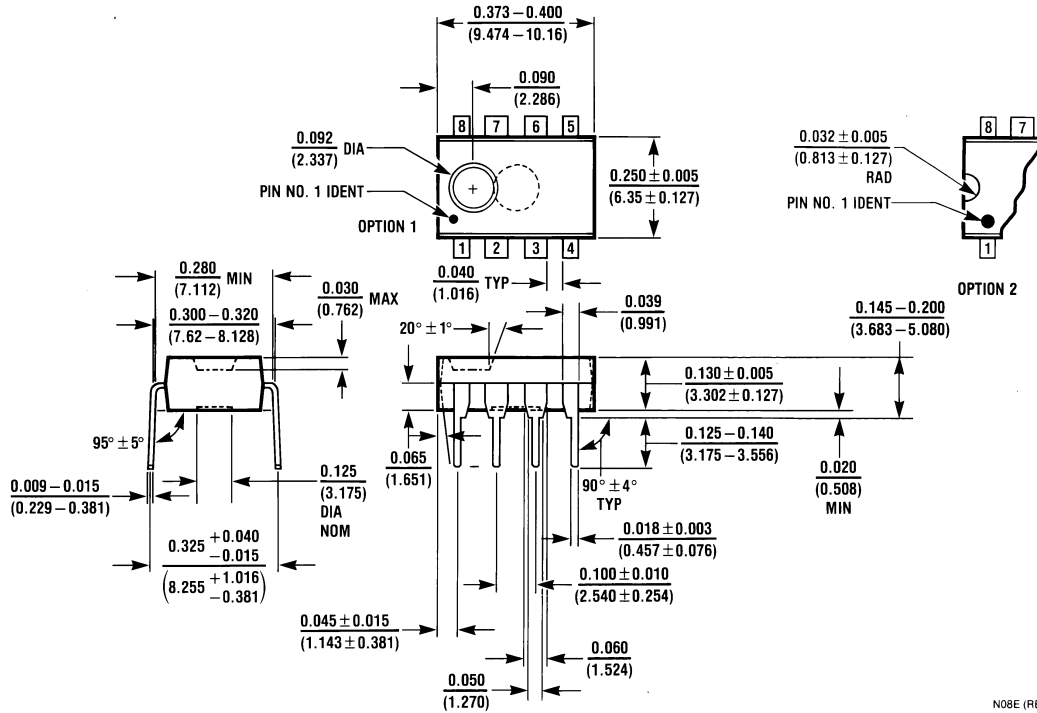 0.373 – 0.400
(9.474 – 10.16)
0.090
(2.286)
8 7 6 5
0.092
(2.337) DIA
PIN NO. 1 IDENT
OPTION 1
0.250 ± 0.005
(6.35 ± 0.127)
1 2 3 4
0.032 ± 0.005
(0.813 ± 0.127)
RAD
PIN NO. 1 IDENT
8 7
1
OPTION 2
0.280
(7.112) MIN
0.300 – 0.320
(7.62 – 8.128)
0.030
(0.762) MAX
0.040
(1.016) TYP
20° ± 1°
0.039
(0.991)
0.145 – 0.200
(3.683 – 5.080)
0.130 ± 0.005
(3.302 ± 0.127)
95° ± 5°
0.009 – 0.015
(0.229 – 0.381)
0.125
(3.175)
DIA
NOM
0.065
(1.651)
0.125 – 0.140
(3.175 – 3.556)
0.020
(0.508)
MIN
90° ± 4°
TYP
0.325 +0.040
–0.015
(8.255 +1.016
–0.381)
0.018 ± 0.003
(0.457 ± 0.076)
0.100 ± 0.010
(2.540 ± 0.254)
0.045 ± 0.015
(1.143 ± 0.381)
0.060
(1.524)
0.050
(1.270)
N08E (RE